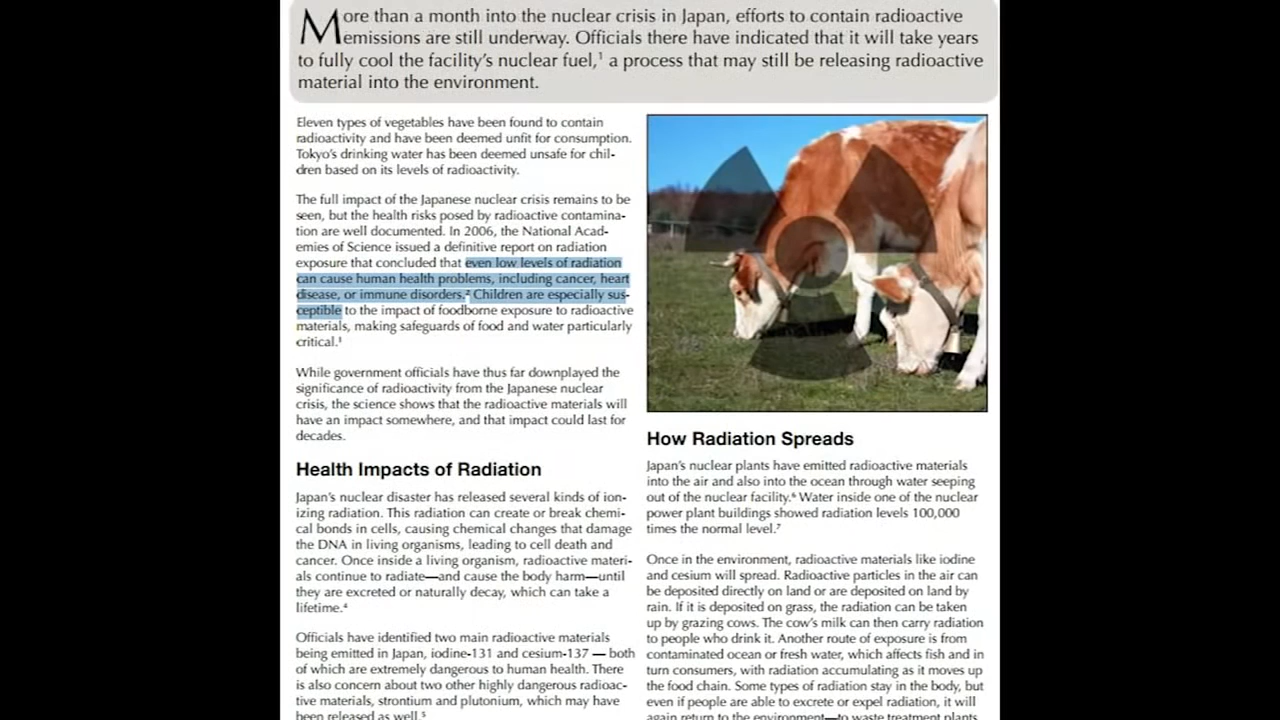 More than a month into the nuclear crisis in Japan, efforts to contain radioactive
emissions are still underway. Officials there have indicated that it will take years
to fully cool the facility's nuclear fuel,¹ a process that may still be releasing radioactive
material into the environment.
Eleven types of vegetables have been found to contain
radioactivity and have been deemed unfit for consumption.
Tokyo's drinking water has been deemed unsafe for chil-
dren based on its levels of radioactivity.
The full impact of the Japanese nuclear crisis remains to be
seen, but the health risks posed by radioactive contamina-
tion are well documented. In 2006, the National Acad-
emies of Science issued a definitive report on radiation
exposure that concluded that even low levels of radiation
can cause human health problems, including cancer, heart
disease, or immune disorders.² Children are especially sus-
ceptible to the impact of foodborne exposure to radioactive
materials, making safeguards of food and water particularly
critical.³
While government officials have thus far downplayed the
significance of radioactivity from the Japanese nuclear
crisis, the science shows that the radioactive materials will
have an impact somewhere, and that impact could last for
decades.
Health Impacts of Radiation
Japan's nuclear disaster has released several kinds of ion-
izing radiation. This radiation can create or break chemi-
cal bonds in cells, causing chemical changes that damage
the DNA in living organisms, leading to cell death and
cancer. Once inside a living organism, radioactive materi-
als continue to radiate—and cause the body harm—until
they are excreted or naturally decay, which can take a
lifetime.⁴
Officials have identified two main radioactive materials
being emitted in Japan, iodine-131 and cesium-137 — both
of which are extremely dangerous to human health. There
is also concern about two other highly dangerous radioac-
tive materials, strontium and plutonium, which may have
been released as well.⁵
How Radiation Spreads
Japan's nuclear plants have emitted radioactive materials
into the air and also into the ocean through water seeping
out of the nuclear facility.⁶ Water inside one of the nuclear
power plant buildings showed radiation levels 100,000
times the normal level.⁷
Once in the environment, radioactive materials like iodine
and cesium will spread. Radioactive particles in the air can
be deposited directly on land or are deposited on land by
rain. If it is deposited on grass, the radiation can be taken
up by grazing cows. The cow's milk can then carry radiation
to people who drink it. Another route of exposure is from
contaminated ocean or fresh water, which affects fish and in
turn consumers, with radiation accumulating as it moves up
the food chain. Some types of radiation stay in the body, but
even if people are able to excrete or expel radiation, it will
again return to the environment—to waste treatment plants